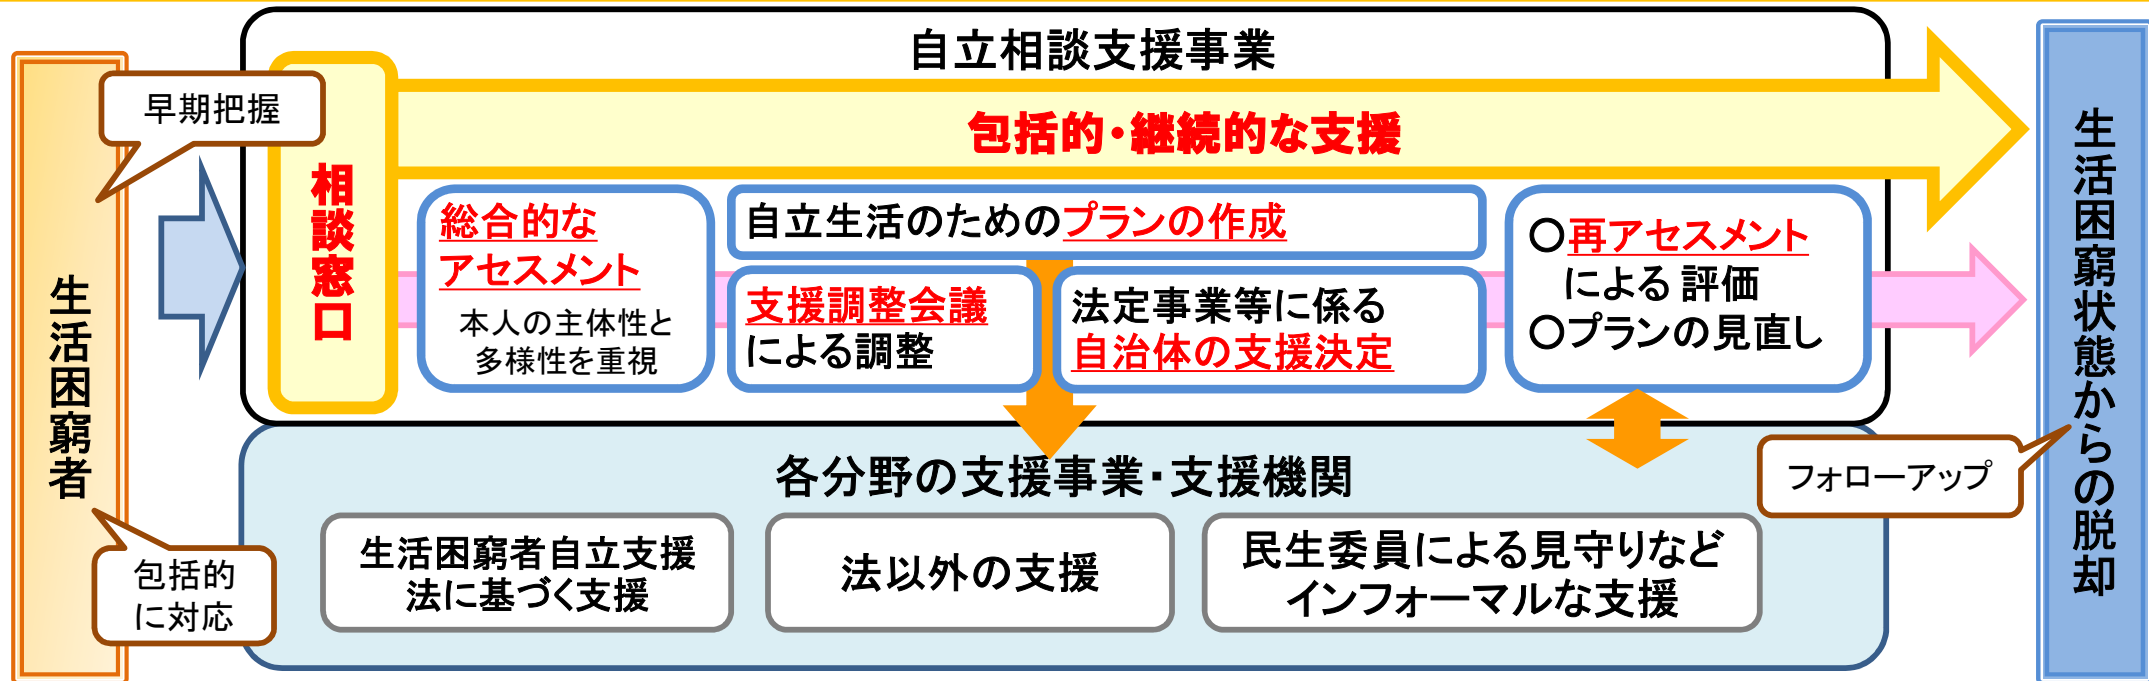 自立相談支援事業
早期把握
包括的・継続的な支援
生活困窮者
相談窓口
総合的な
アセスメント
本人の主体性と
多様性を重視
自立生活のためのプランの作成
支援調整会議
による調整
法定事業等に係る
自治体の支援決定
○再アセスメント
による 評価
○プランの見直し
生活困窮状態からの脱却
包括的
に対応
各分野の支援事業・支援機関
フォローアップ
生活困窮者自立支援
法に基づく支援
法以外の支援
民生委員による見守りなど
インフォーマルな支援